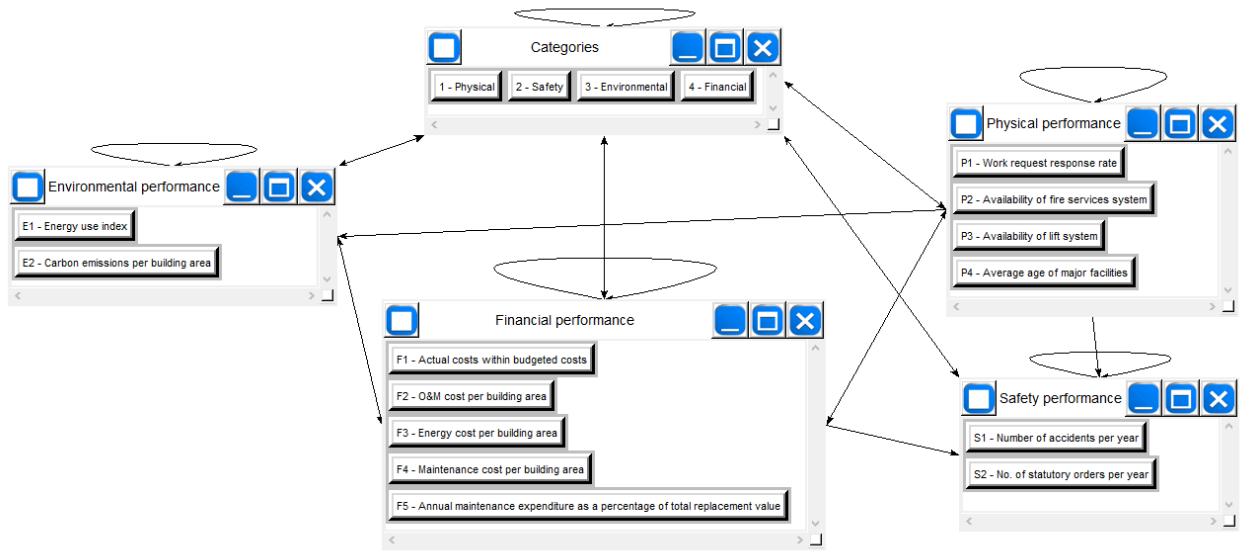 Categories
1 - Physical 2 - Safety 3 - Environmental 4 - Financial
Environmental performance
E1 - Energy use index
E2 - Carbon emissions per building area
Financial performance
F1 - Actual costs within budgeted costs
F2 - O&M cost per building area
F3 - Energy cost per building area
F4 - Maintenance cost per building area
F5 - Annual maintenance expenditure as a percentage of total replacement value
Physical performance
P1 - Work request response rate
P2 - Availability of fire services system
P3 - Availability of lift system
P4 - Average age of major facilities
Safety performance
S1 - Number of accidents per year
S2 - No. of statutory orders per year